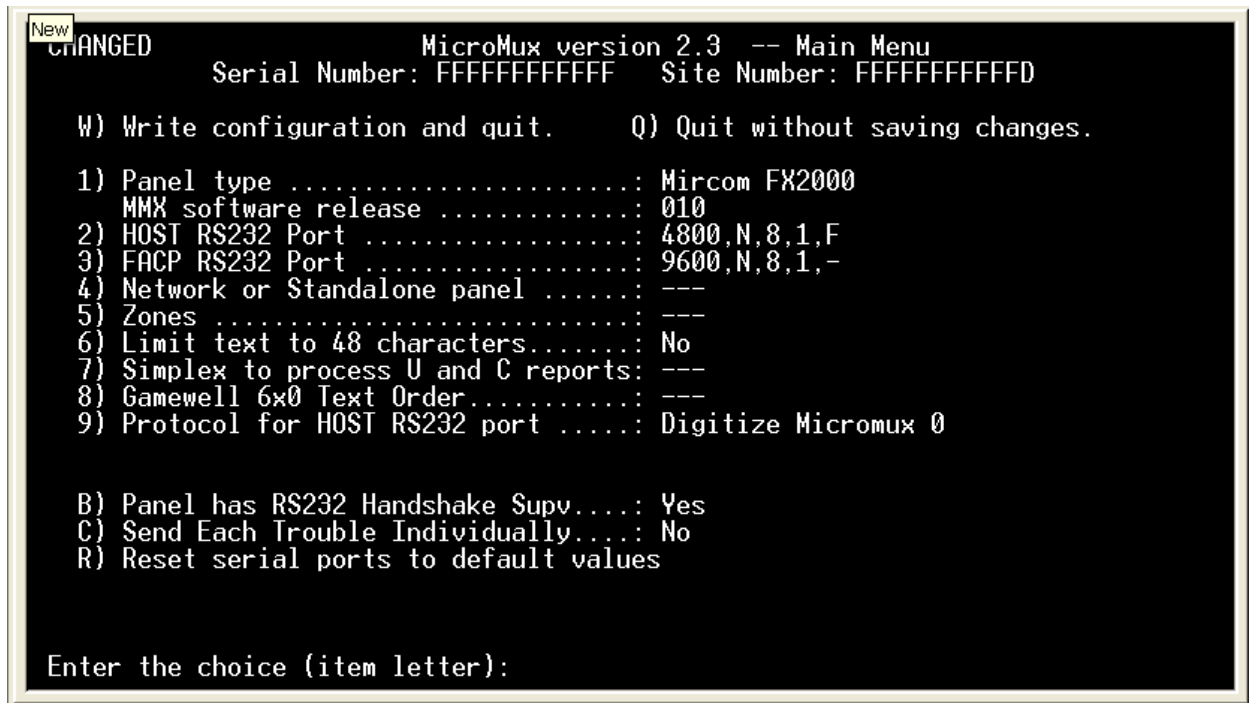 New
CHANGED MicroMux version 2.3 -- Main Menu
Serial Number: FFFFFFFFFFFF Site Number: FFFFFFFFFFFD
W) Write configuration and quit. Q) Quit without saving changes.
1) Panel type .......................: Mircom FX2000
MMX software release .............: 010
2) HOST RS232 Port ..................: 4800,N,8,1,F
3) FACP RS232 Port ..................: 9600,N,8,1,-
4) Network or Standalone panel ......: ---
5) Zones ............................: ---
6) Limit text to 48 characters.......: No
7) Simplex to process U and C reports: ---
8) Gamewell 6x0 Text Order...........: ---
9) Protocol for HOST RS232 port .....: Digitize Micromux 0
B) Panel has RS232 Handshake Supv....: Yes
C) Send Each Trouble Individually....: No
R) Reset serial ports to default values
Enter the choice (item letter):